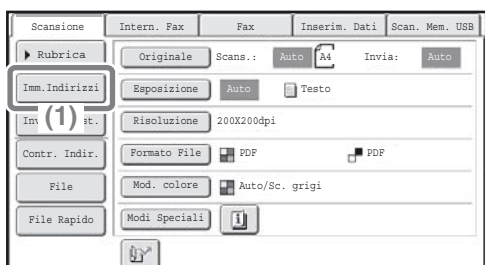 Scansione Intern. Fax Fax Inserim. Dati Scan. Mem. USB
Rubrica Originale Scans.: Auto A4 Invia: Auto
Imm.Indirizzi Esposizione Auto Testo
(1) Risoluzione 200X200dpi
Contr. Indir. Formato File PDF PDF
File Mod. colore Auto/Sc. grigi
File Rapido Modi Speciali